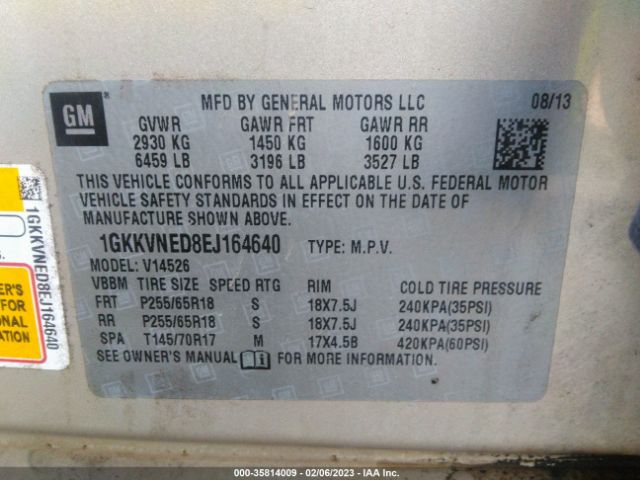 GM ®
MFD BY GENERAL MOTORS LLC 08/13
GVWR GAWR FRT GAWR RR
2930 KG 1450 KG 1600 KG
6459 LB 3196 LB 3527 LB
THIS VEHICLE CONFORMS TO ALL APPLICABLE U.S. FEDERAL MOTOR
VEHICLE SAFETY STANDARDS IN EFFECT ON THE DATE OF
MANUFACTURE SHOWN ABOVE.
1GKKVNED8EJ164640 TYPE: M.P.V.
MODEL: V14526
VBBM TIRE SIZE SPEED RTG RIM COLD TIRE PRESSURE
FRT P255/65R18 S 18X7.5J 240KPA(35PSI)
RR P255/65R18 S 18X7.5J 240KPA(35PSI)
SPA T145/70R17 M 17X4.5B 420KPA(60PSI)
SEE OWNER'S MANUAL i FOR MORE INFORMATION.
1GKKVNED8EJ164640
ER'S
FOR
ONAL
ATION
000-35814009 - 02/06/2023 - IAA Inc.